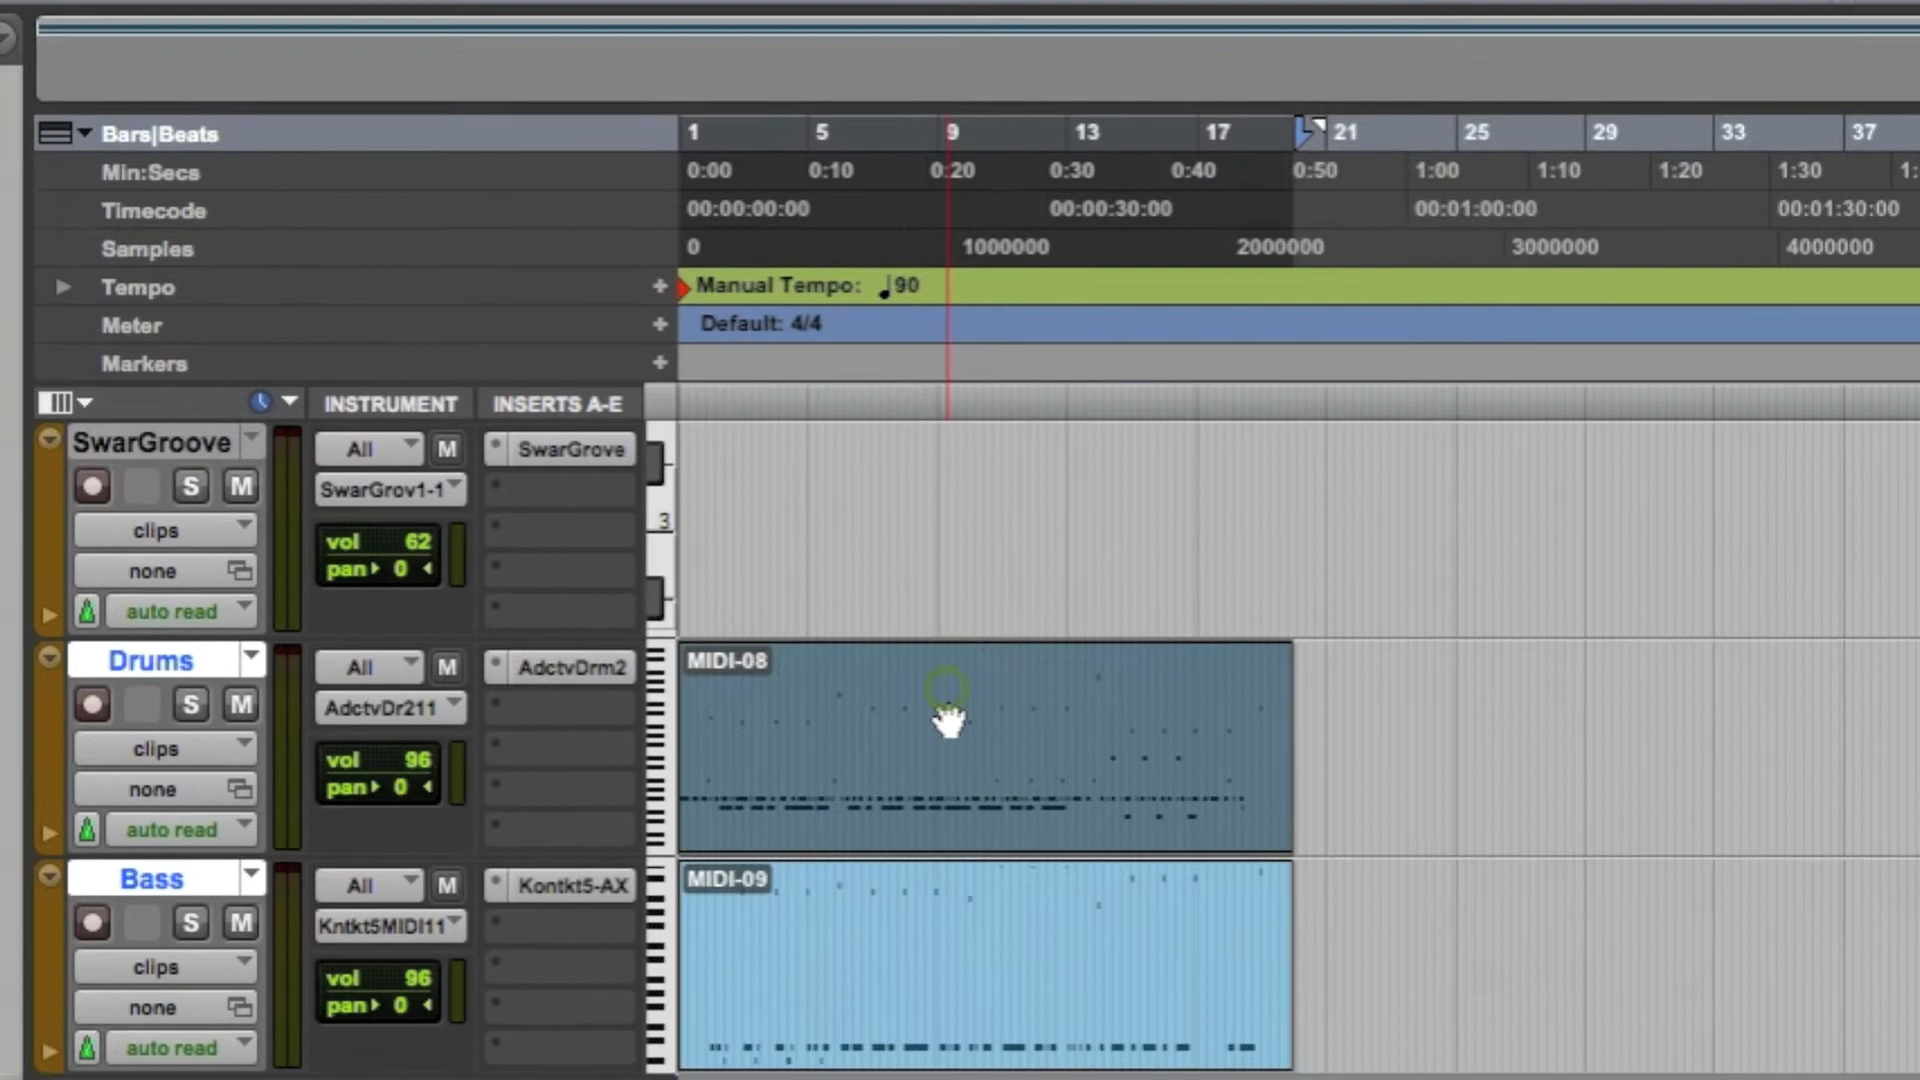 Bars|Beats 1 5 9 13 17 21 25 29 33 37
Min:Secs 0:00 0:10 0:20 0:30 0:40 0:50 1:00 1:10 1:20 1:30 1:
Timecode 00:00:00:00 00:00:30:00 00:01:00:00 00:01:30:00
Samples 0 1000000 2000000 3000000 4000000
Tempo + Manual Tempo: ♩90
Meter + Default: 4/4
Markers +
INSTRUMENT INSERTS A-E
SwarGroove All M SwarGrove
S M SwarGrov1-1
clips vol 62 3
none pan 0
auto read
Drums All M AdctvDrm2 MIDI-08
S M AdctvDr211
clips vol 96
none pan 0
auto read
Bass All M Kontkt5-AX MIDI-09
S M Kntkt5MIDI11
clips vol 96
none pan 0
auto read